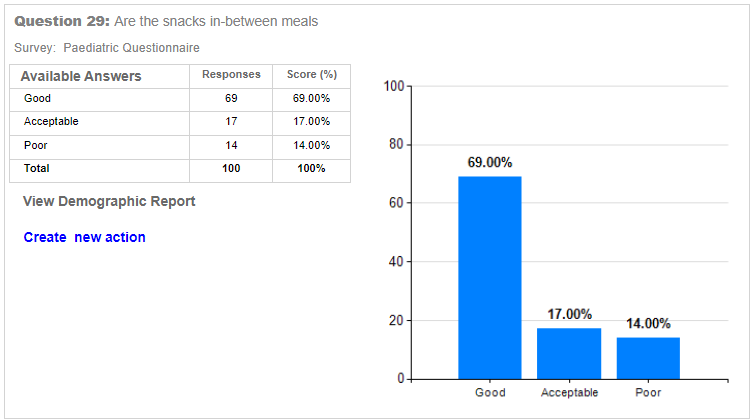 Question 29: Are the snacks in-between meals
Survey: Paediatric Questionnaire
Available Answers Responses Score (%)
Good 69 69.00%
Acceptable 17 17.00%
Poor 14 14.00%
Total 100 100%
View Demographic Report
Create new action
100
80
60
40
20
0
69.00%
17.00%
14.00%
Good Acceptable Poor